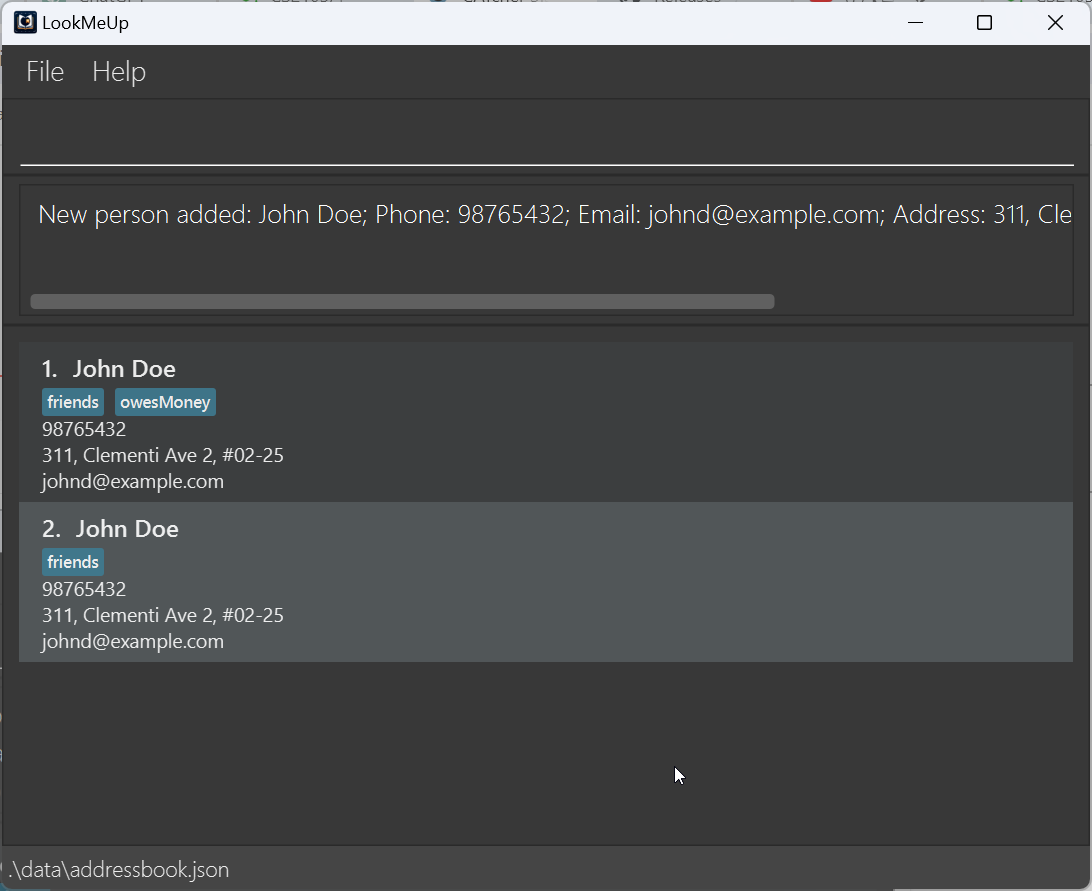 LookMeUp
File Help
New person added: John Doe; Phone: 98765432; Email: johnd@example.com; Address: 311, Cle
1. John Doe
friends owesMoney
98765432
311, Clementi Ave 2, #02-25
johnd@example.com
2. John Doe
friends
98765432
311, Clementi Ave 2, #02-25
johnd@example.com
.\data\addressbook.json